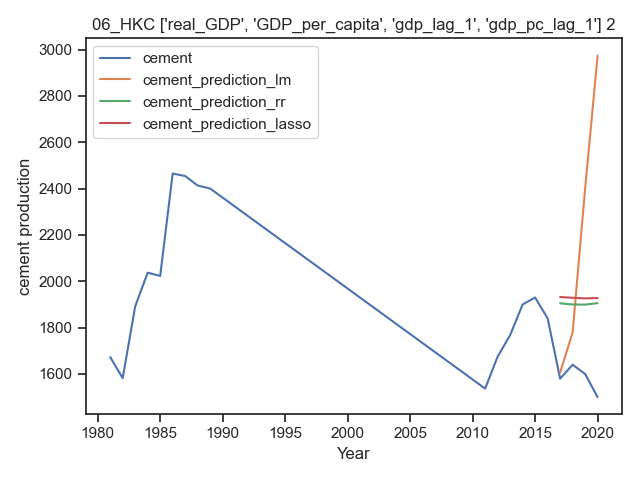 06_HKC ['real_GDP', 'GDP_per_capita', 'gdp_lag_1', 'gdp_pc_lag_1'] 2
cement
cement_prediction_lm
cement_prediction_rr
cement_prediction_lasso
3000
2800
2600
2400
2200
2000
1800
1600
cement production
1980 1985 1990 1995 2000 2005 2010 2015 2020
Year